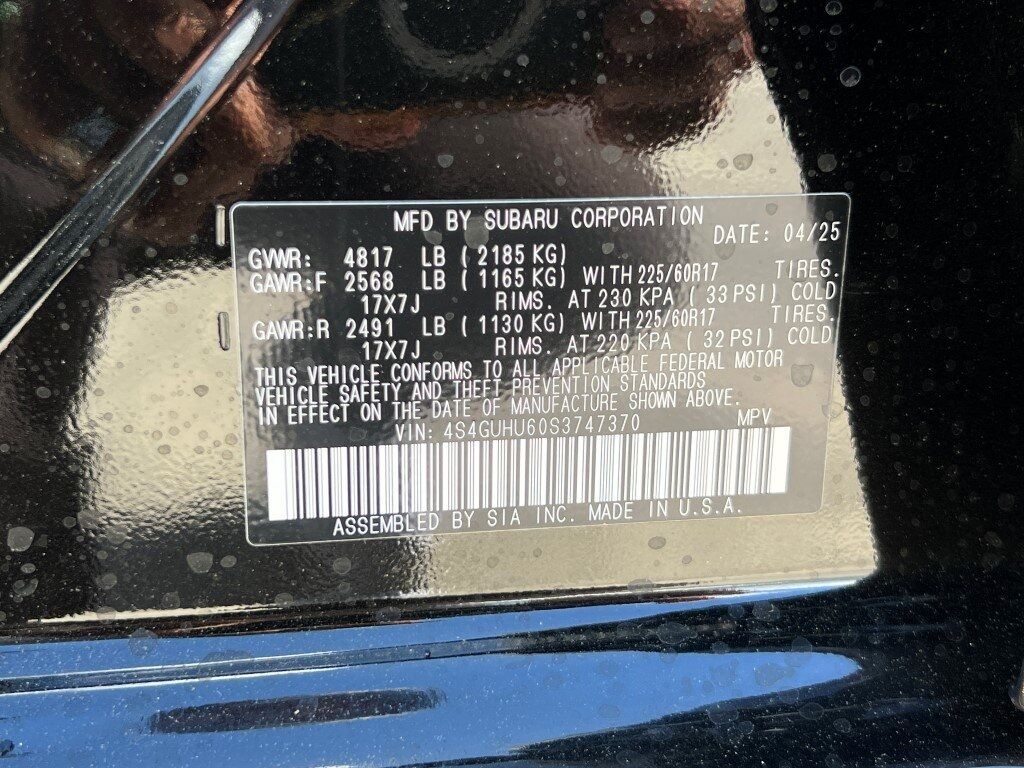 MFD BY SUBARU CORPORATION DATE: 04/25
GVWR: 4817 LB (2185 KG)
GAWR:F 2568 LB (1165 KG) WITH 225/60R17 TIRES.
17X7J RIMS. AT 230 KPA (33 PSI) COLD
GAWR:R 2491 LB (1130 KG) WITH 225/60R17 TIRES.
17X7J RIMS. AT 220 KPA (32 PSI) COLD
THIS VEHICLE CONFORMS TO ALL APPLICABLE FEDERAL MOTOR
VEHICLE SAFETY AND THEFT PREVENTION STANDARDS
IN EFFECT ON THE DATE OF MANUFACTURE SHOWN ABOVE.
VIN: 4S4GUHU60S3747370 MPV
ASSEMBLED BY SIA INC. MADE IN U.S.A.